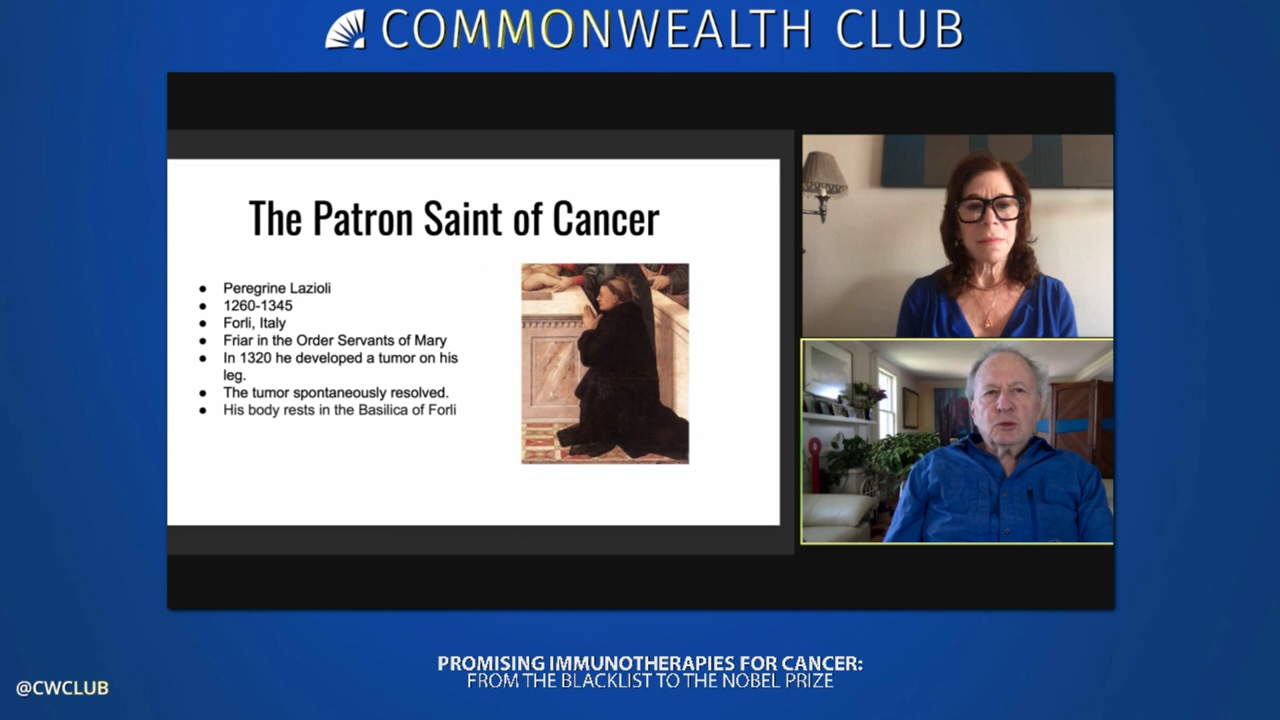 COMMONWEALTH CLUB
The Patron Saint of Cancer
● Peregrine Lazioli
● 1260-1345
● Forli, Italy
● Friar in the Order Servants of Mary
● In 1320 he developed a tumor on his
leg.
● The tumor spontaneously resolved.
● His body rests in the Basilica of Forli
PROMISING IMMUNOTHERAPIES FOR CANCER:
FROM THE BLACKLIST TO THE NOBEL PRIZE
@CWCLUB